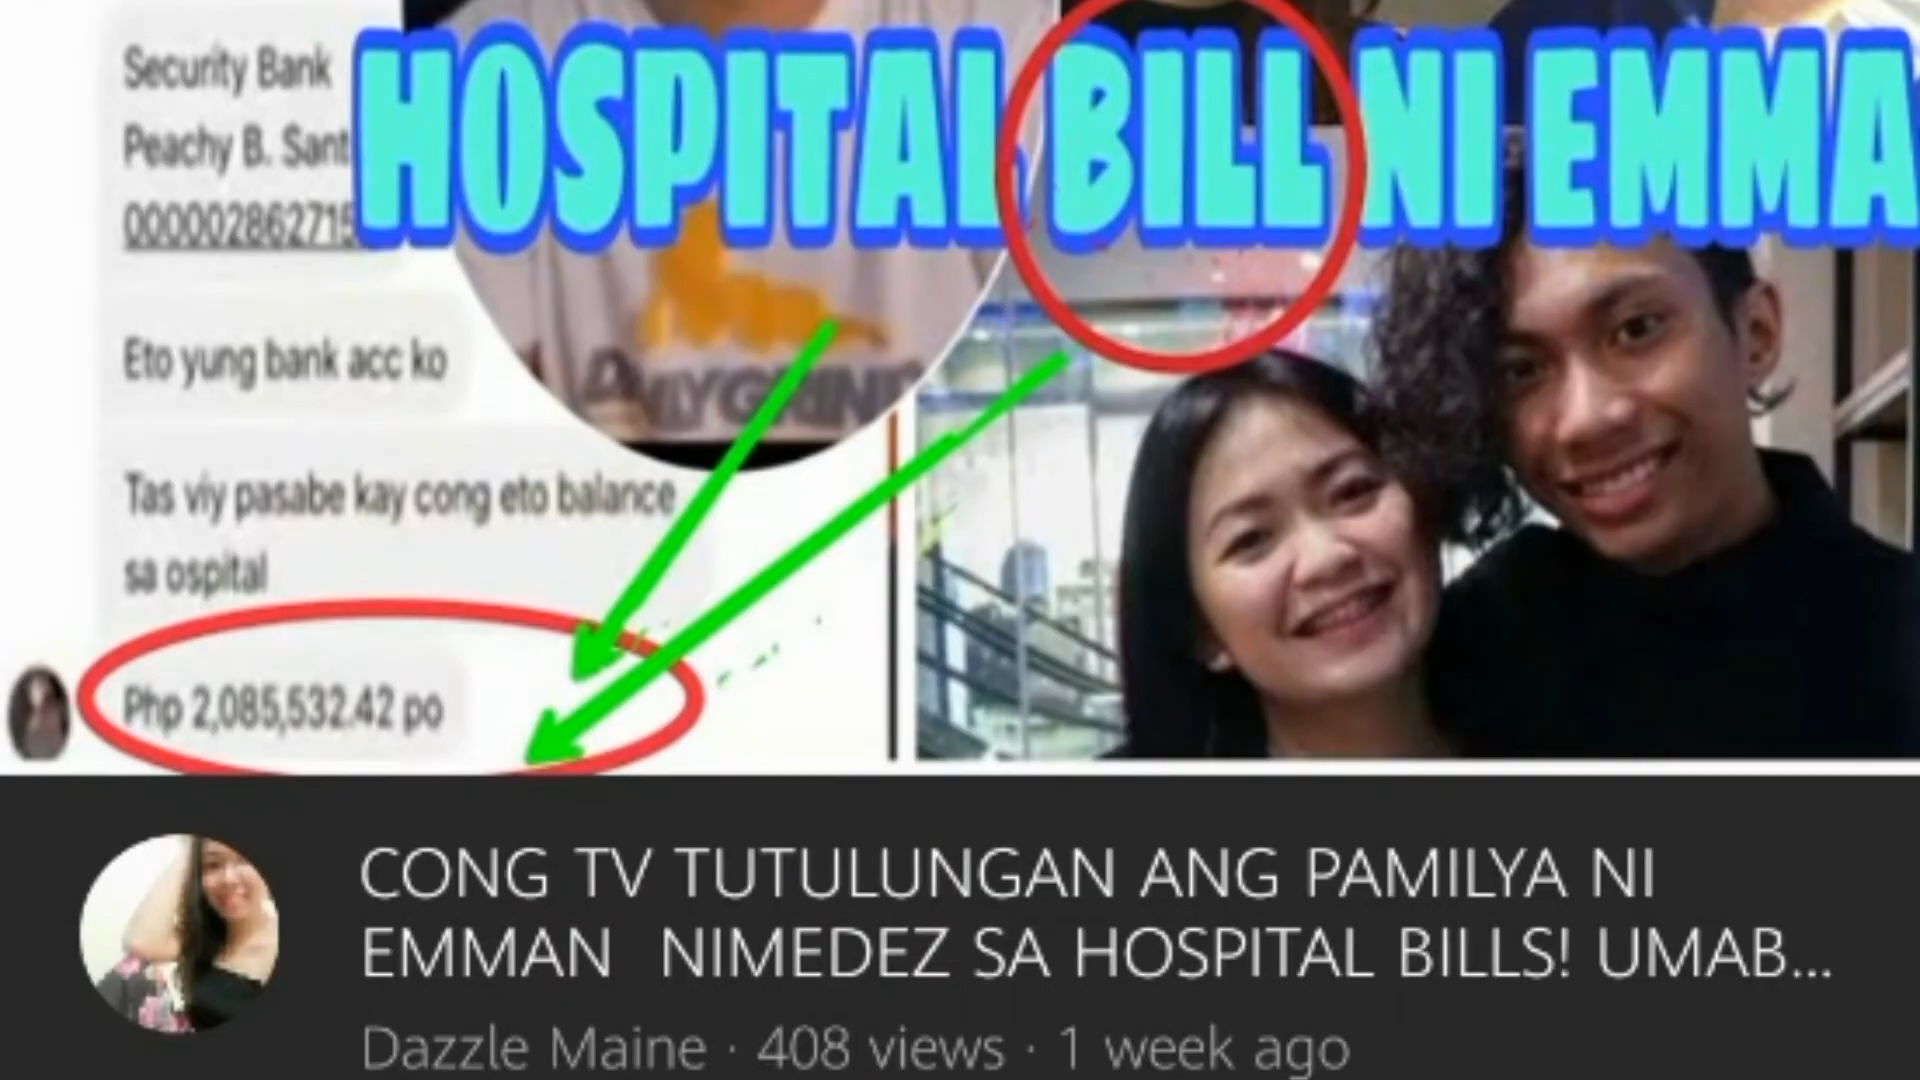 Security Bank
HOSPITAL BILL NI EMMA
Peachy B. Sant
000002862715
Eto yung bank acc ko
Tas viy pasabe kay cong eto balance
sa ospital
Php 2,085,532.42 po
CONG TV TUTULUNGAN ANG PAMILYA NI
EMMAN NIMEDEZ SA HOSPITAL BILLS! UMAB...
Dazzle Maine · 408 views · 1 week ago